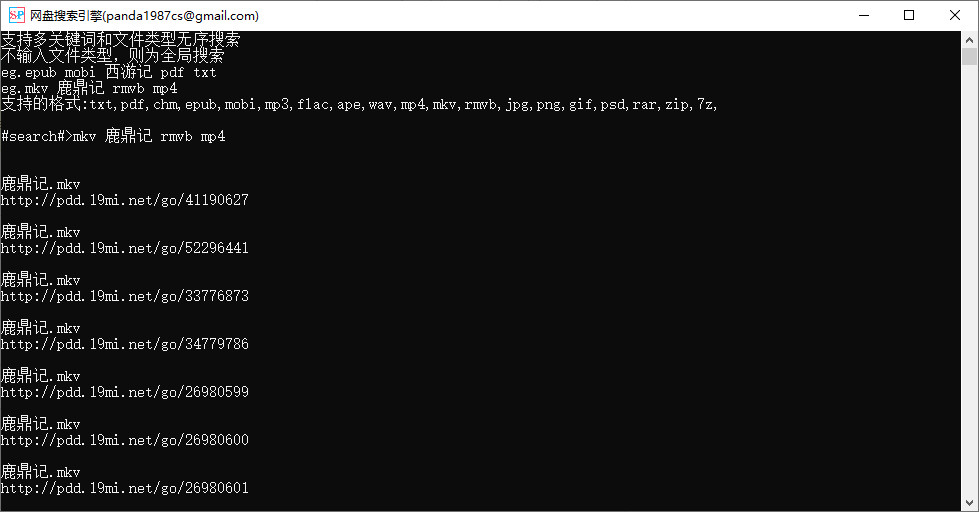 网盘搜索引擎(panda1987cs@gmail.com)
支持多关键词和文件类型无序搜索
不输入文件类型，则为全局搜索
eg.epub mobi 西游记 pdf txt
eg.mkv 鹿鼎记 rmvb mp4
支持的格式:txt,pdf,chm,epub,mobi,mp3,flac,ape,wav,mp4,mkv,rmvb,jpg,png,gif,psd,rar,zip,7z,
#search#>mkv 鹿鼎记 rmvb mp4
鹿鼎记.mkv
http://pdd.19mi.net/go/41190627
鹿鼎记.mkv
http://pdd.19mi.net/go/52296441
鹿鼎记.mkv
http://pdd.19mi.net/go/33776873
鹿鼎记.mkv
http://pdd.19mi.net/go/34779786
鹿鼎记.mkv
http://pdd.19mi.net/go/26980599
鹿鼎记.mkv
http://pdd.19mi.net/go/26980600
鹿鼎记.mkv
http://pdd.19mi.net/go/26980601